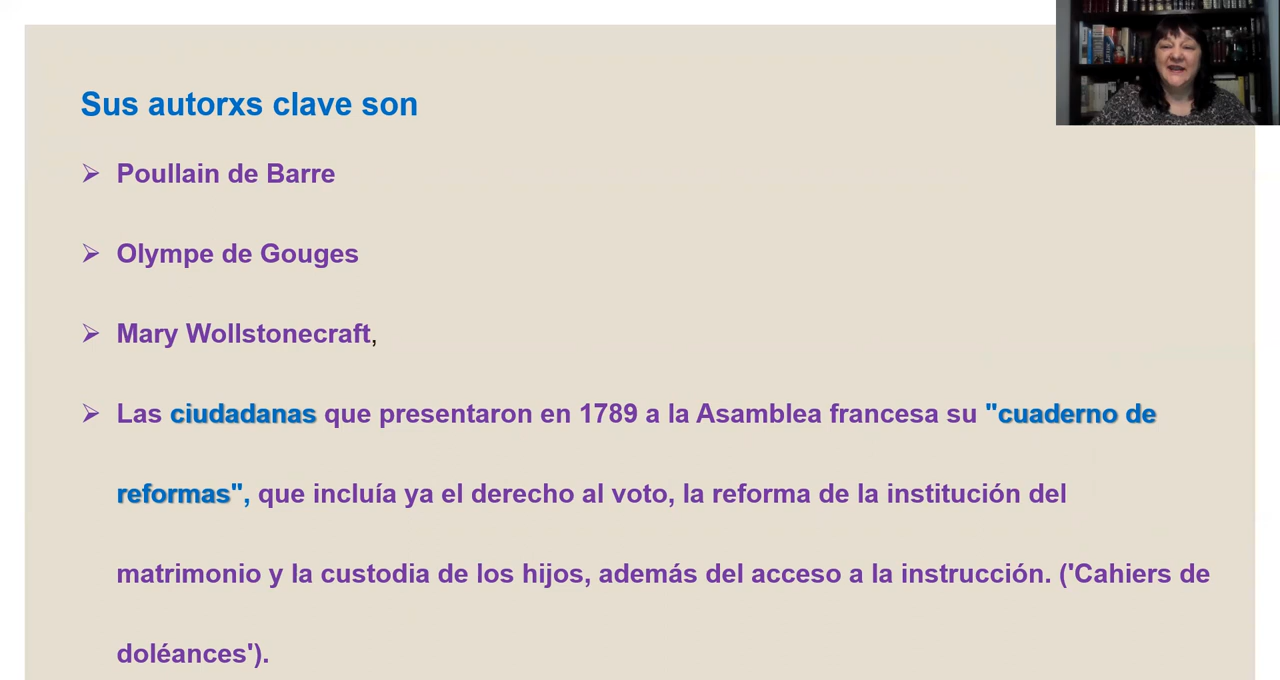 Sus autorxs clave son
➢ Poullain de Barre
➢ Olympe de Gouges
➢ Mary Wollstonecraft,
➢ Las ciudadanas que presentaron en 1789 a la Asamblea francesa su "cuaderno de
reformas", que incluía ya el derecho al voto, la reforma de la institución del
matrimonio y la custodia de los hijos, además del acceso a la instrucción. ('Cahiers de
doléances').